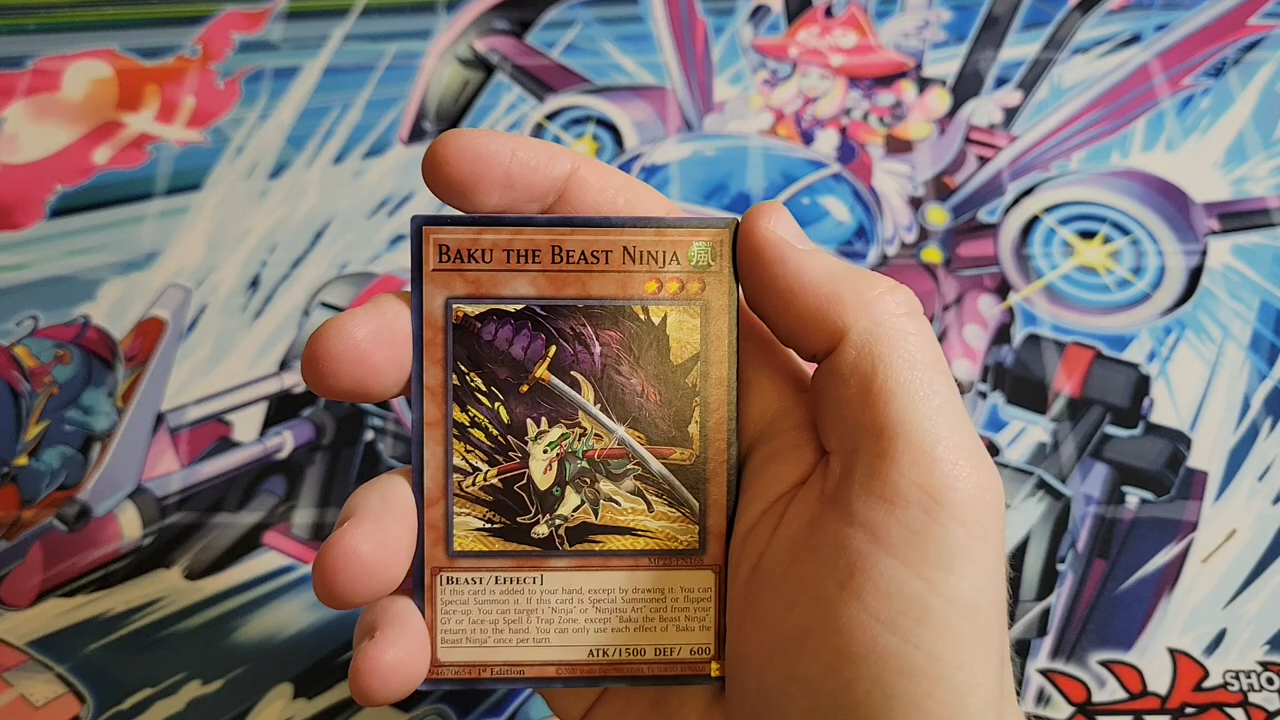 BAKU THE BEAST NINJA
WIND
風
MP23-EN168
[BEAST/EFFECT]
If this card is added to your hand, except by drawing it: You can
Special Summon it. If this card is Special Summoned or flipped
face-up: You can target 1 "Ninja" or "Ninjitsu Art" card from your
GY or face-up Spell & Trap Zone, except "Baku the Beast Ninja";
return it to the hand. You can only use each effect of "Baku the
Beast Ninja" once per turn.
ATK/1500 DEF/ 600
94670654 1st Edition
©2020 Studio Dice/SHUEISHA, TV TOKYO, KONAMI
SHO